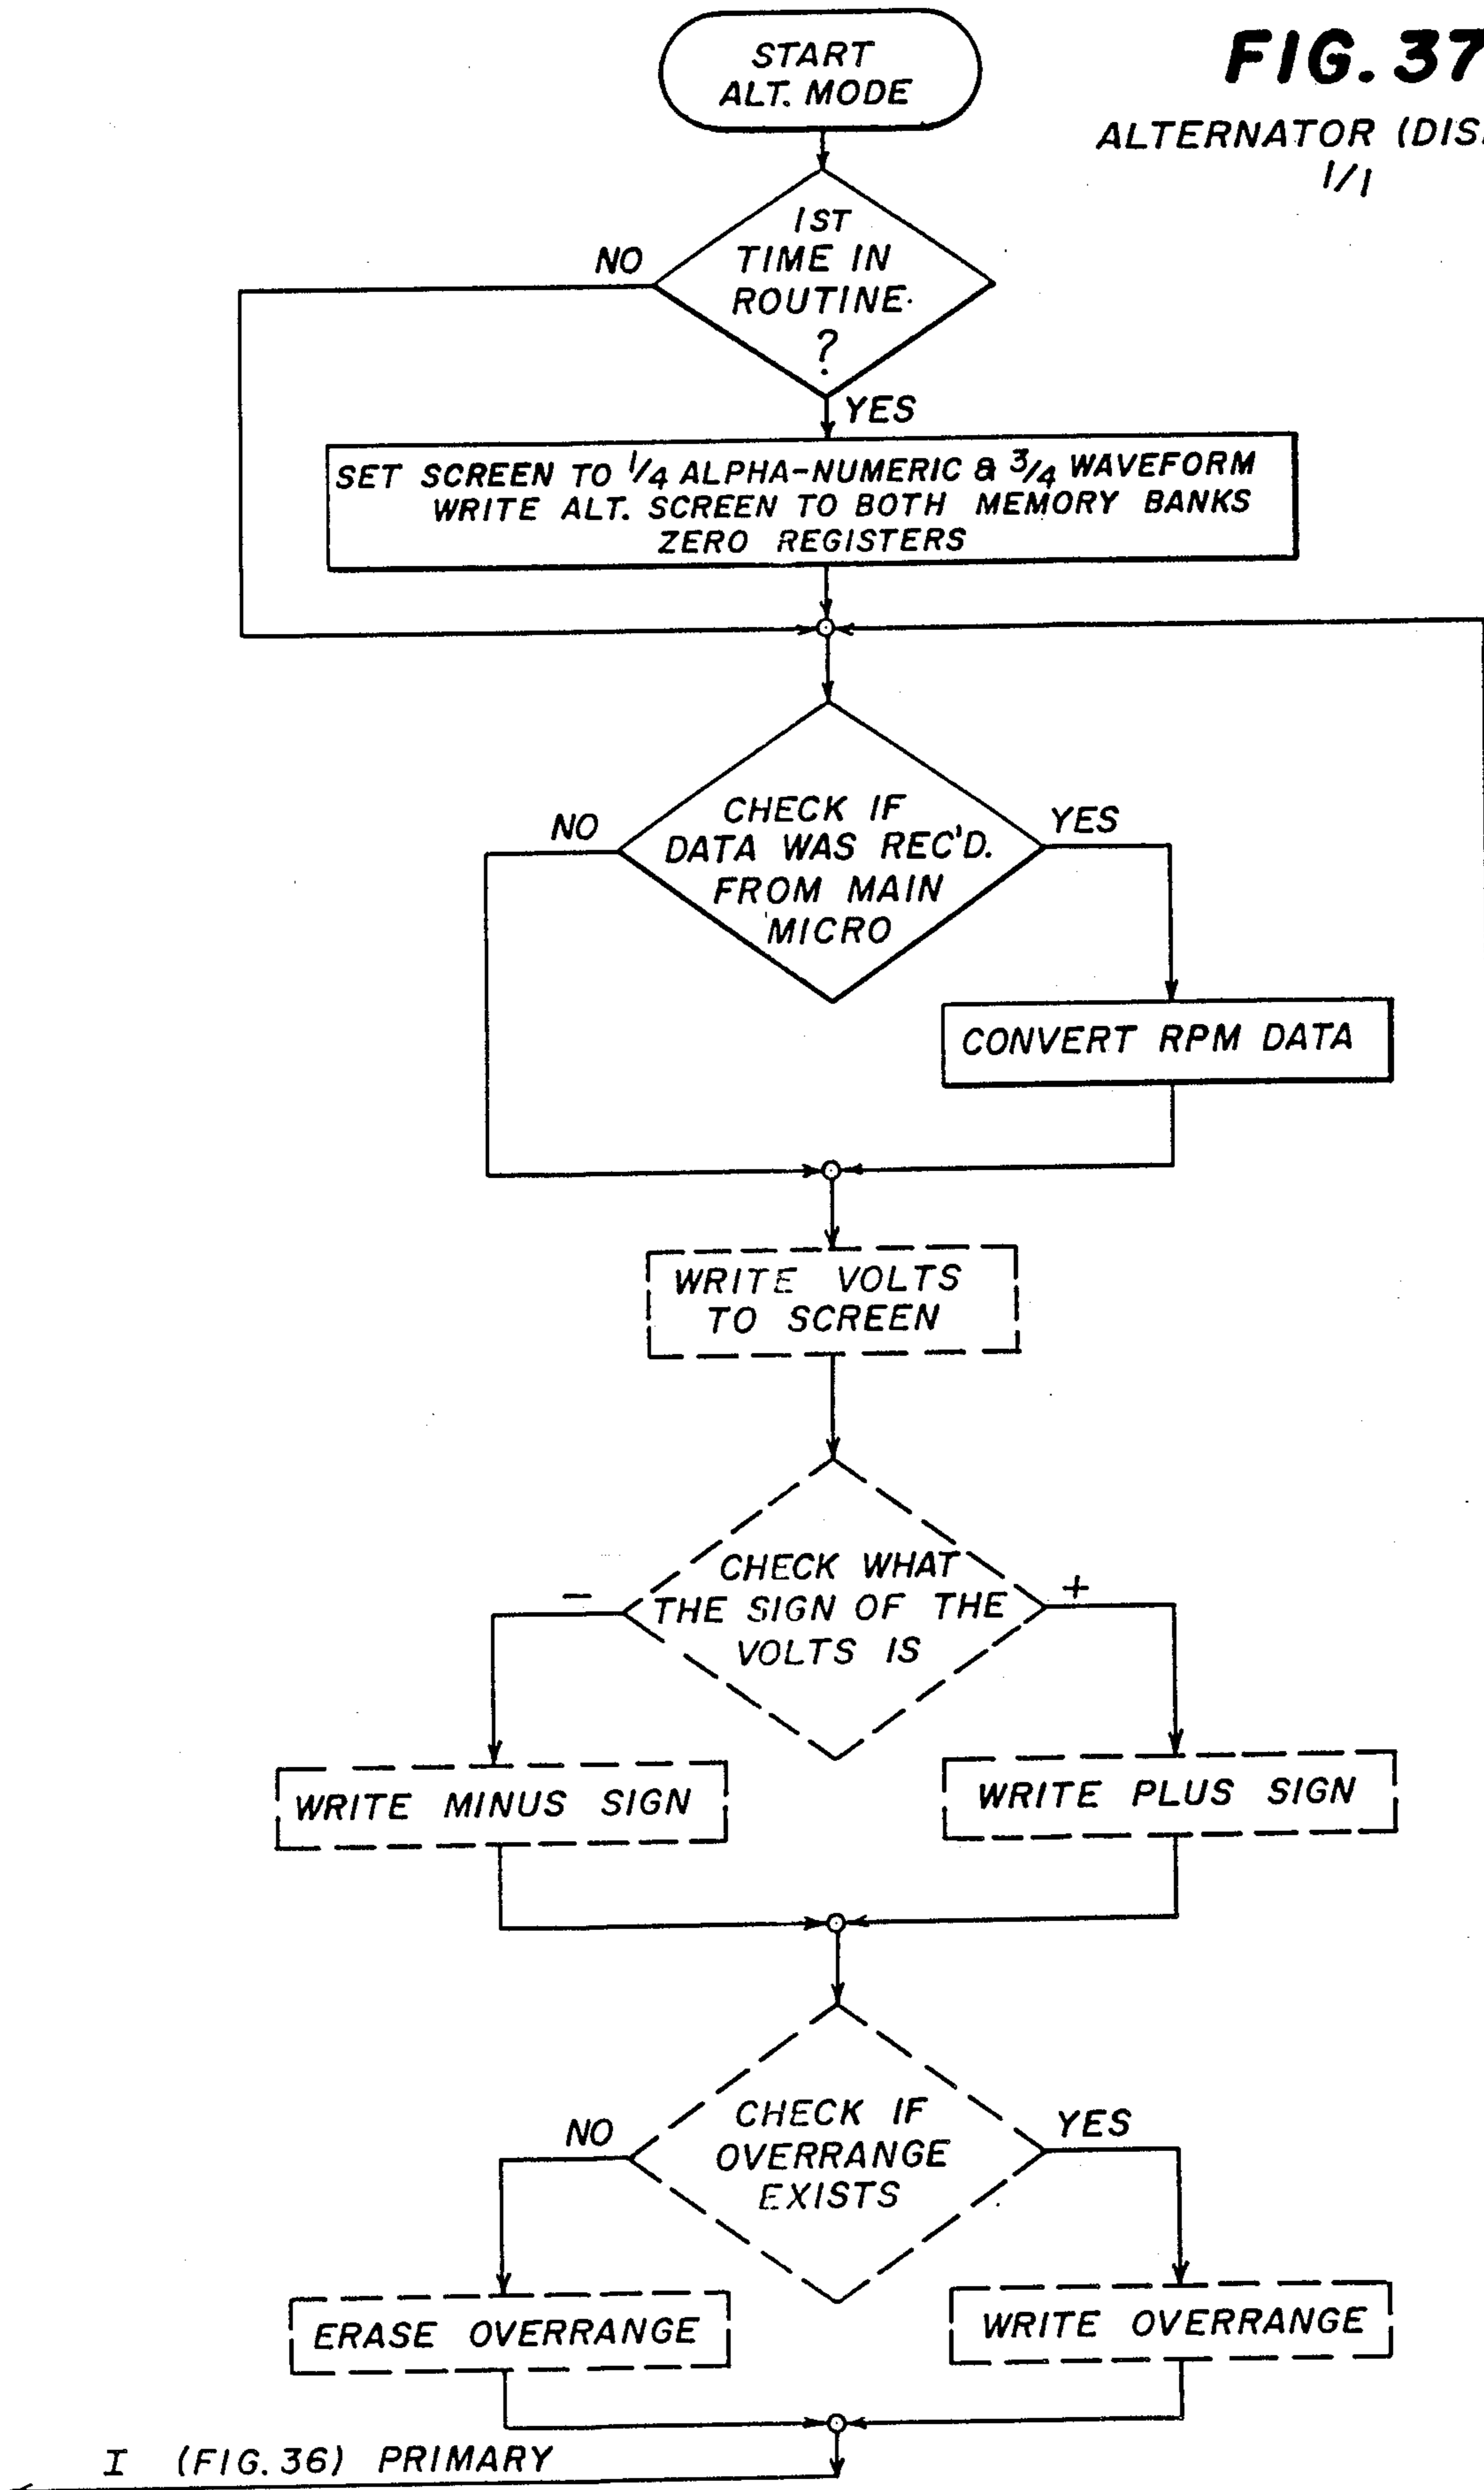 START
ALT. MODE
FIG. 37
ALTERNATOR (DIS
1/1
1ST
TIME IN
ROUTINE
?
NO
YES
SET SCREEN TO 1/4 ALPHA-NUMERIC & 3/4 WAVEFORM
WRITE ALT. SCREEN TO BOTH MEMORY BANKS
ZERO REGISTERS
CHECK IF
DATA WAS REC'D.
FROM MAIN
MICRO
NO
YES
CONVERT RPM DATA
WRITE VOLTS
TO SCREEN
CHECK WHAT
THE SIGN OF THE
VOLTS IS
−
+
WRITE MINUS SIGN
WRITE PLUS SIGN
CHECK IF
OVERRANGE
EXISTS
NO
YES
ERASE OVERRANGE
WRITE OVERRANGE
I (FIG. 36) PRIMARY